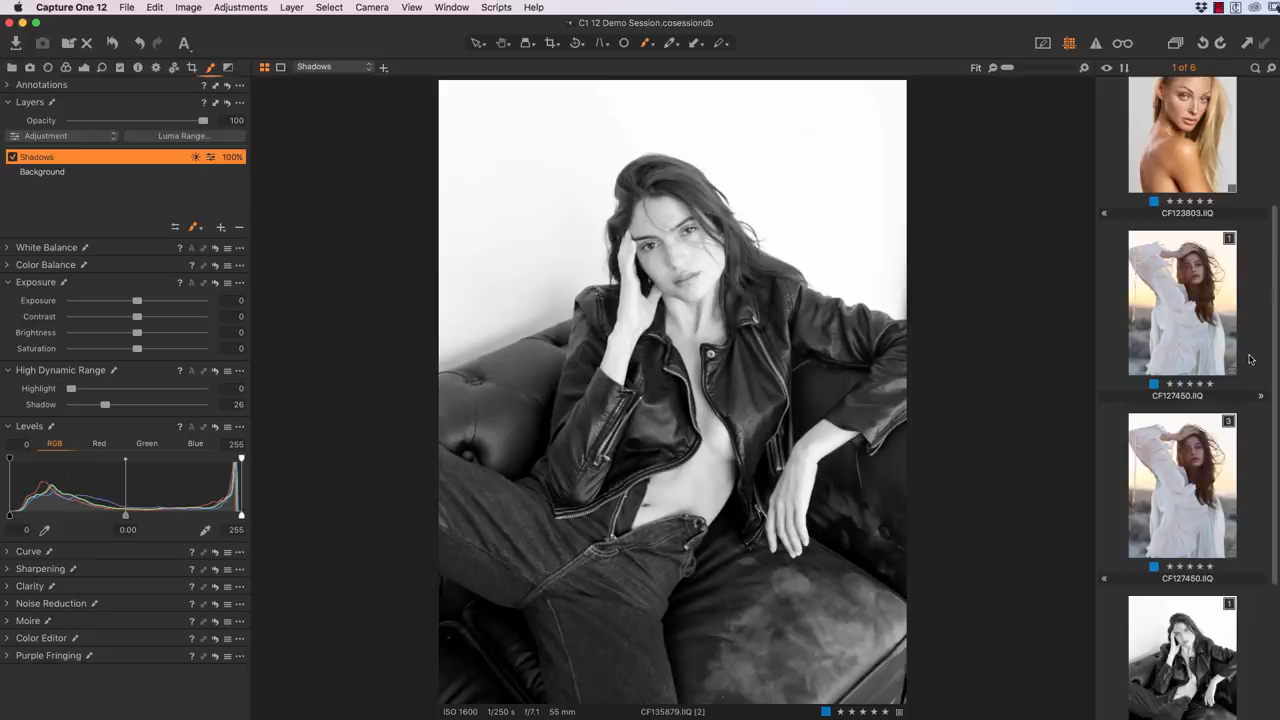 Capture One 12 File Edit Image Adjustments Layer Select Camera View Window Scripts Help
C1 12 Demo Session.cosessiondb
Shadows
Fit
1 of 6
Annotations
Layers
Opacity 100
Adjustment Luma Range...
Shadows 100%
Background
White Balance
Color Balance
Exposure
Exposure 0
Contrast 0
Brightness 0
Saturation 0
High Dynamic Range
Highlight 0
Shadow 26
Levels
0 RGB Red Green Blue 255
0 0.00 255
Curve
Sharpening
Clarity
Noise Reduction
Moire
Color Editor
Purple Fringing
ISO 1600 1/250 s f/7.1 55 mm CF135879.IIQ [2]
CF123803.IIQ
1
CF127450.IIQ
3
CF127450.IIQ
1